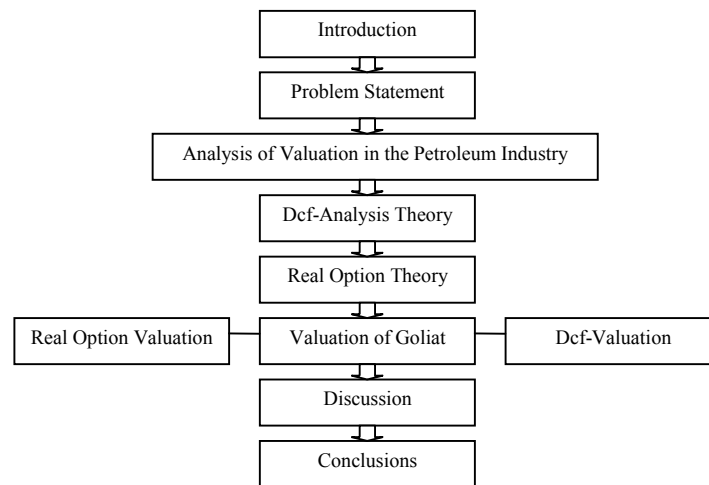 Introduction
Problem Statement
Analysis of Valuation in the Petroleum Industry
Dcf-Analysis Theory
Real Option Theory
Real Option Valuation
Valuation of Goliat
Dcf-Valuation
Discussion
Conclusions